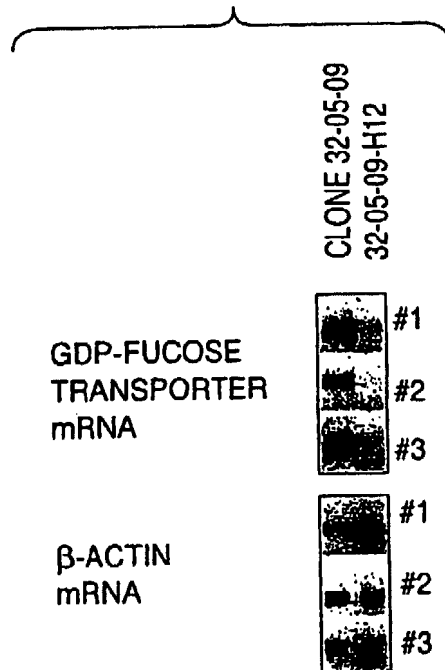 CLONE 32-05-09
32-05-09-H12
GDP-FUCOSE
TRANSPORTER
mRNA
#1
#2
#3
β-ACTIN
mRNA
#1
#2
#3